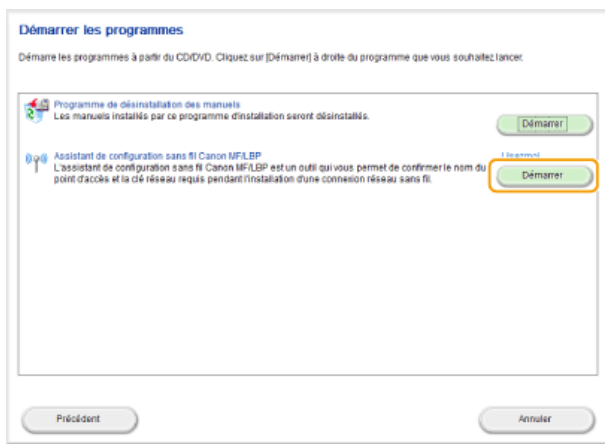 Démarrer les programmes
Démarre les programmes à partir du CD/DVD. Cliquez sur [Démarrer] à droite du programme que vous souhaitez lancer.
Programme de désinstallation des manuels
Les manuels installés par ce programme d'installation seront désinstallés.
Démarrer
Assistant de configuration sans fil Canon MF/LBP
L'assistant de configuration sans fil Canon MF/LBP est un outil qui vous permet de confirmer le nom du
point d'accès et la clé réseau requis pendant l'installation d'une connexion réseau sans fil.
Démarrer
Précédent
Annuler